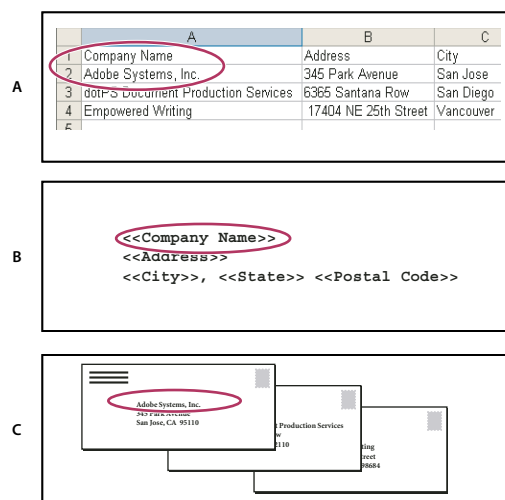 A
A B C
1 Company Name Address City
2 Adobe Systems, Inc. 345 Park Avenue San Jose
3 dotPS Document Production Services 6365 Santana Row San Diego
4 Empowered Writing 17404 NE 25th Street Vancouver
5
B
<<Company Name>>
<<Address>>
<<City>>, <<State>> <<Postal Code>>
C
Adobe Systems, Inc.
345 Park Avenue
San Jose, CA 95110
t Production Services
w
2110
ting
treet
98684